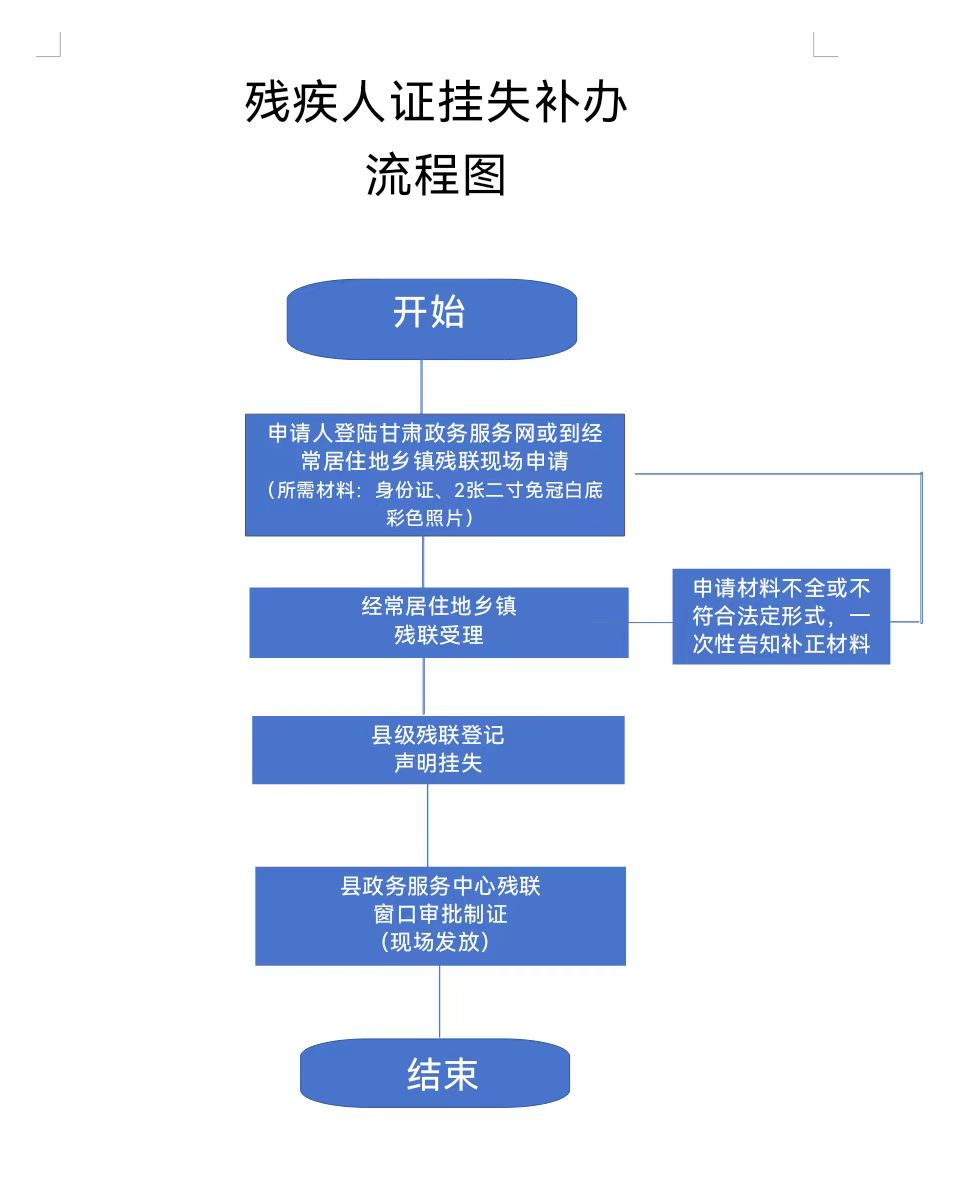 残疾人证挂失补办
流程图
开始
申请人登陆甘肃政务服务网或到经
常居住地乡镇残联现场申请
（所需材料：身份证、2张二寸免冠白底
彩色照片）
经常居住地乡镇
残联受理
申请材料不全或不
符合法定形式，一
次性告知补正材料
县级残联登记
声明挂失
县政务服务中心残联
窗口审批制证
（现场发放）
结束